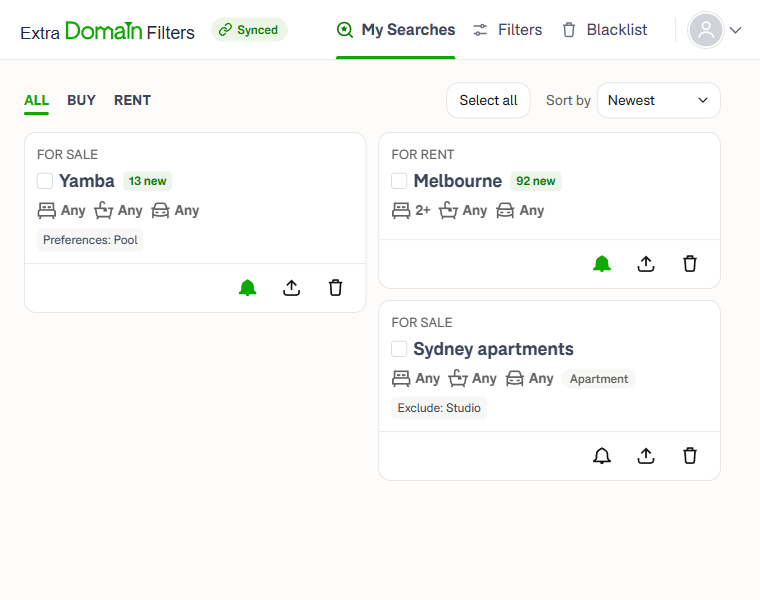 Extra Domain Filters
Synced
My Searches
Filters
Blacklist
ALL
BUY
RENT
Select all
Sort by
Newest
FOR SALE
Yamba
13 new
Any
Any
Any
Preferences: Pool
FOR RENT
Melbourne
92 new
2+
Any
Any
FOR SALE
Sydney apartments
Any
Any
Any
Apartment
Exclude: Studio